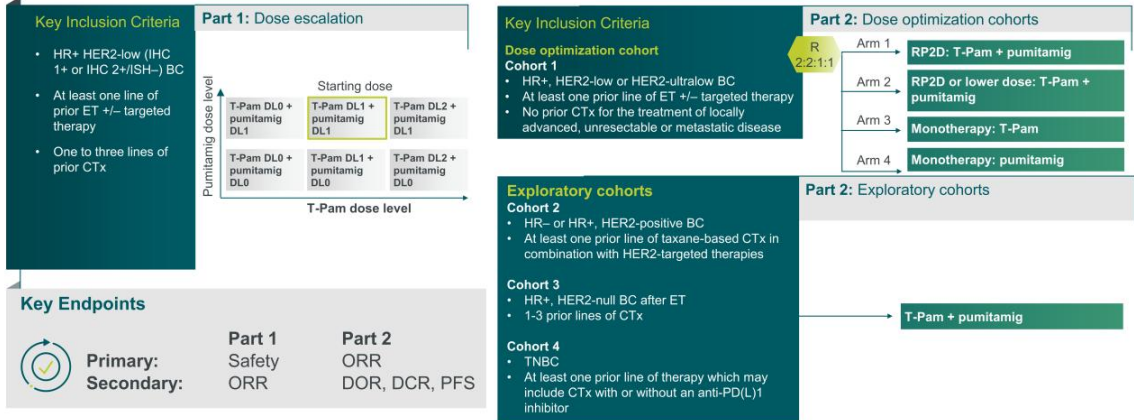 Key Inclusion Criteria
• HR+ HER2-low (IHC
1+ or IHC 2+/ISH–) BC
• At least one line of
prior ET +/– targeted
therapy
• One to three lines of
prior CTx
Part 1: Dose escalation
Starting dose
Pumitamig dose level
T-Pam DL0 +
pumitamig
DL1
T-Pam DL1 +
pumitamig
DL1
T-Pam DL2 +
pumitamig
DL1
T-Pam DL0 +
pumitamig
DL0
T-Pam DL1 +
pumitamig
DL0
T-Pam DL2 +
pumitamig
DL0
T-Pam dose level
Key Endpoints
Part 1 Part 2
Primary: Safety ORR
Secondary: ORR DOR, DCR, PFS
Key Inclusion Criteria
Dose optimization cohort
Cohort 1
• HR+, HER2-low or HER2-ultralow BC
• At least one prior line of ET +/– targeted therapy
• No prior CTx for the treatment of locally
advanced, unresectable or metastatic disease
Part 2: Dose optimization cohorts
R
2:2:1:1
Arm 1
RP2D: T-Pam + pumitamig
Arm 2
RP2D or lower dose: T-Pam +
pumitamig
Arm 3
Monotherapy: T-Pam
Arm 4
Monotherapy: pumitamig
Exploratory cohorts
Cohort 2
• HR– or HR+, HER2-positive BC
• At least one prior line of taxane-based CTx in
combination with HER2-targeted therapies
Cohort 3
• HR+, HER2-null BC after ET
• 1-3 prior lines of CTx
Cohort 4
• TNBC
• At least one prior line of therapy which may
include CTx with or without an anti-PD(L)1
inhibitor
Part 2: Exploratory cohorts
T-Pam + pumitamig